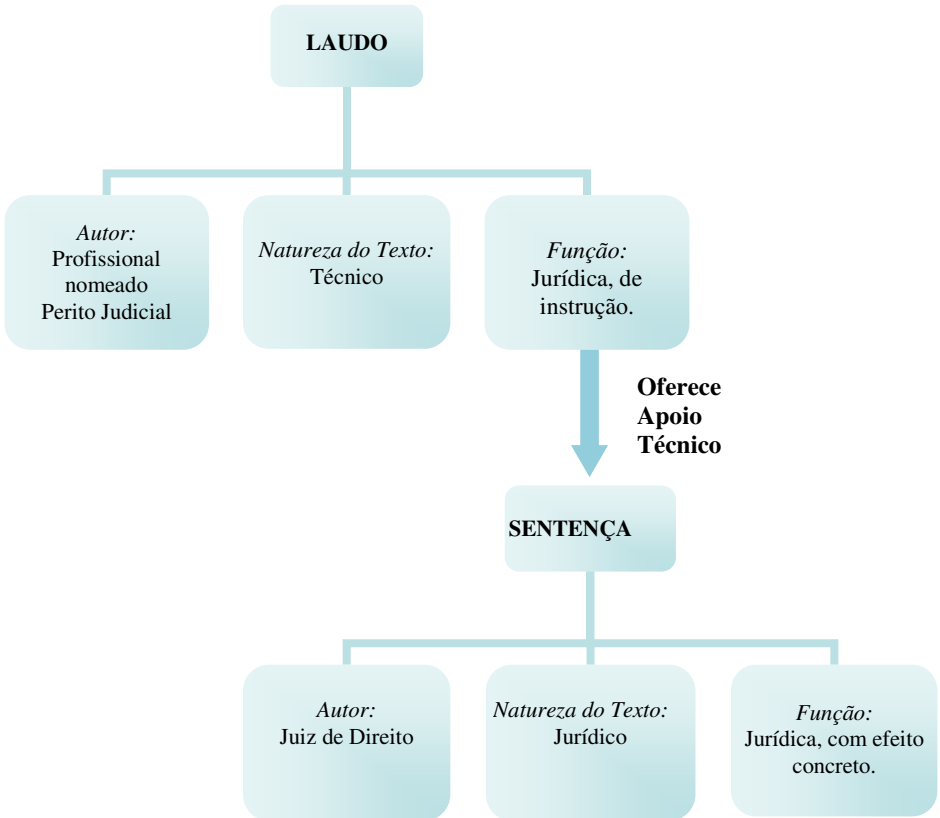 LAUDO
Autor:
Profissional
nomeado
Perito Judicial
Natureza do Texto:
Técnico
Função:
Jurídica, de
instrução.
Oferece
Apoio
Técnico
SENTENÇA
Autor:
Juiz de Direito
Natureza do Texto:
Jurídico
Função:
Jurídica, com efeito
concreto.